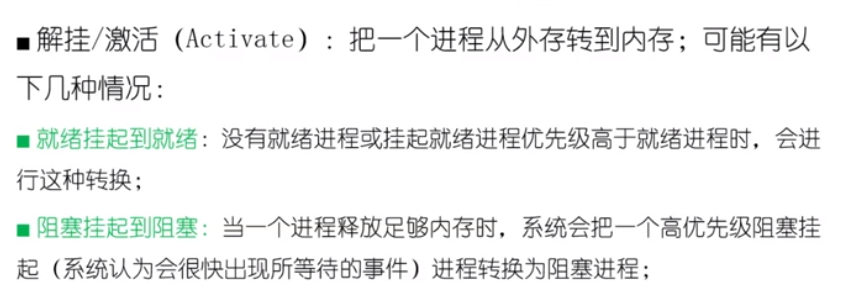 ■ 解挂/激活（Activate）：把一个进程从外存转到内存；可能有以
下几种情况：
■ 就绪挂起到就绪：没有就绪进程或挂起就绪进程优先级高于就绪进程时，会进
行这种转换；
■ 阻塞挂起到阻塞：当一个进程释放足够内存时，系统会把一个高优先级阻塞挂
起（系统认为会很快出现所等待的事件）进程转换为阻塞进程；